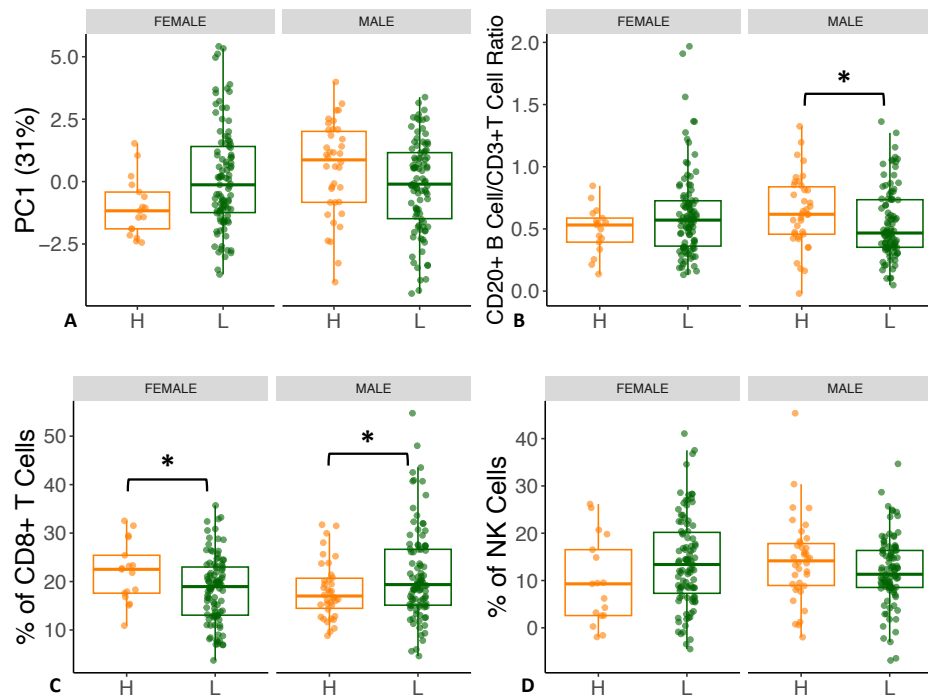 FEMALE MALE
PC1 (31%)
5.0
2.5
0.0
−2.5
A H L H L
FEMALE MALE
*
CD20+ B Cell/CD3+T Cell Ratio
2.0
1.5
1.0
0.5
0.0
B H L H L
FEMALE MALE
* *
% of CD8+ T Cells
50
40
30
20
10
C H L H L
FEMALE MALE
% of NK Cells
40
30
20
10
0
D H L H L